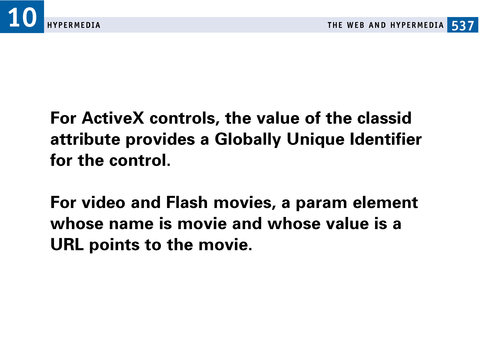 10 HYPERMEDIA THE WEB AND HYPERMEDIA 537
For ActiveX controls, the value of the classid
attribute provides a Globally Unique Identifier
for the control.
For video and Flash movies, a param element
whose name is movie and whose value is a
URL points to the movie.